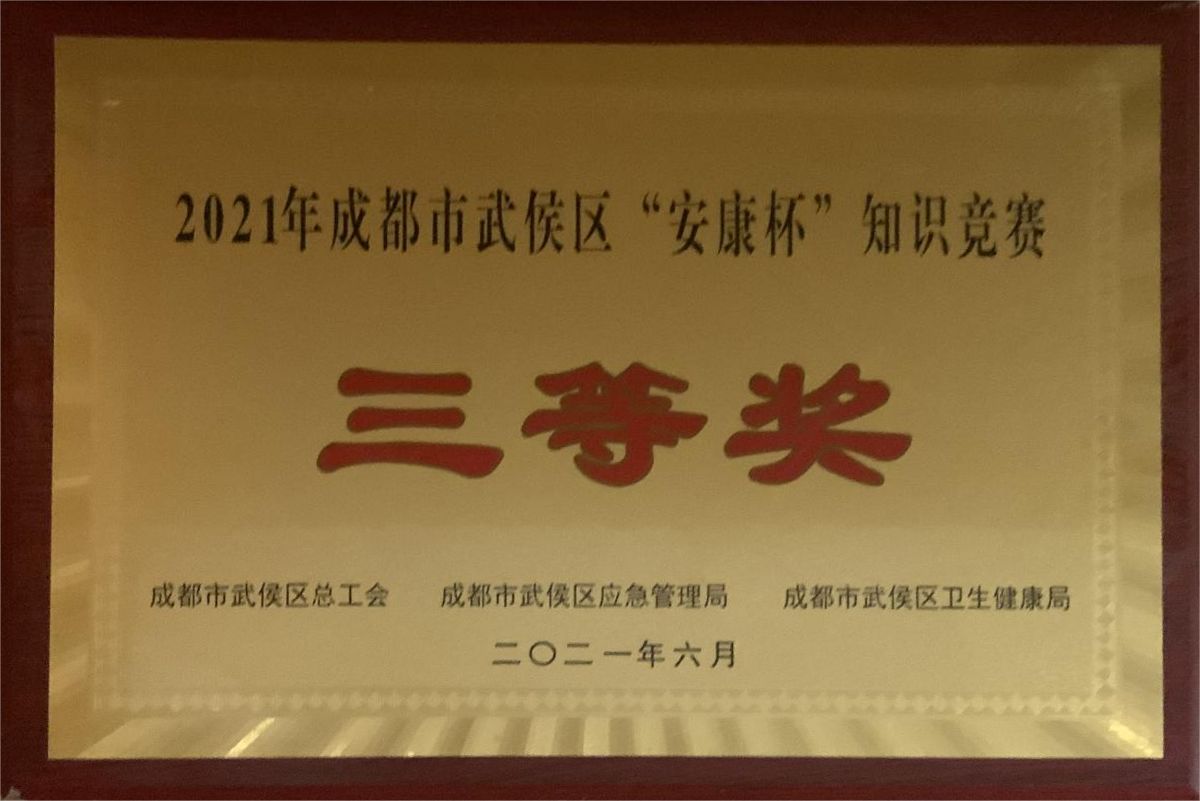 2021年成都市武侯区“安康杯”知识竞赛
三等奖
成都市武侯区总工会 成都市武侯区应急管理局 成都市武侯区卫生健康局
二〇二一年六月